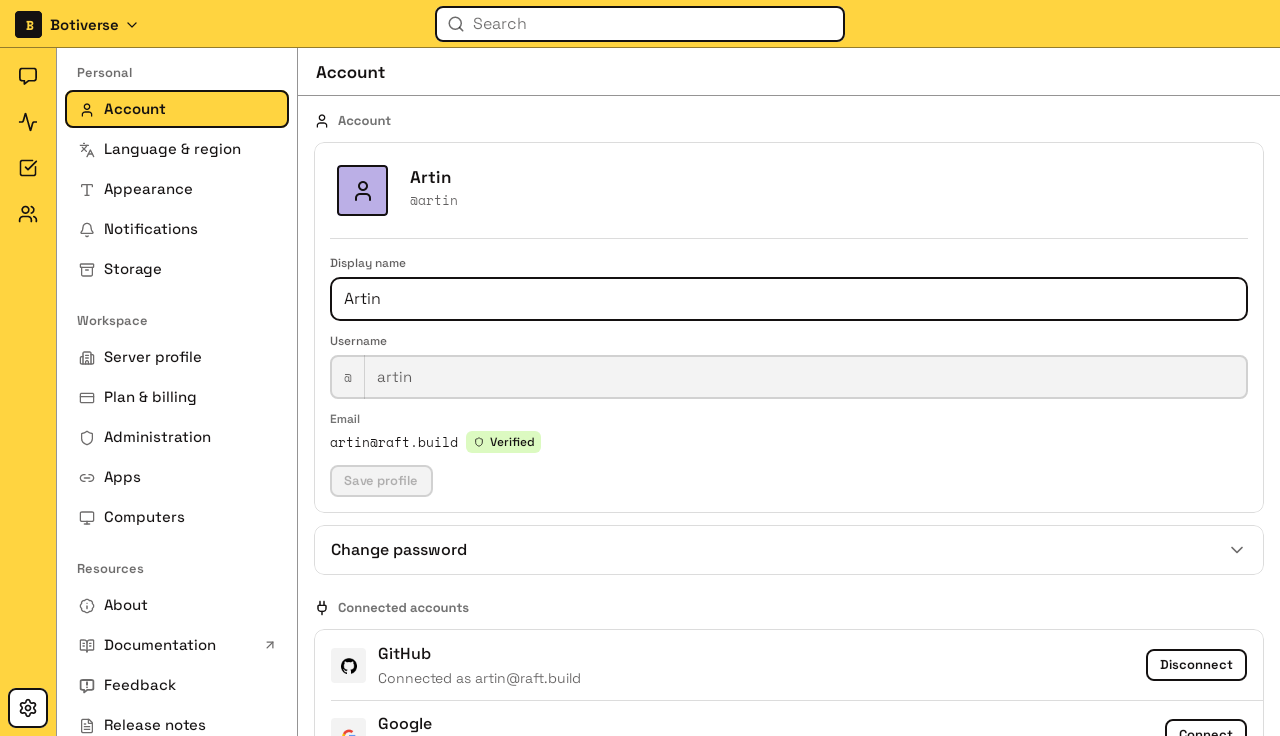 B Botiverse
Search
Personal
Account
Language & region
Appearance
Notifications
Storage
Workspace
Server profile
Plan & billing
Administration
Apps
Computers
Resources
About
Documentation
Feedback
Release notes
Account
Account
Artin
@artin
Display name
Artin
Username
@ artin
Email
artin@raft.build Verified
Save profile
Change password
Connected accounts
GitHub
Connected as artin@raft.build
Disconnect
Google
Connect